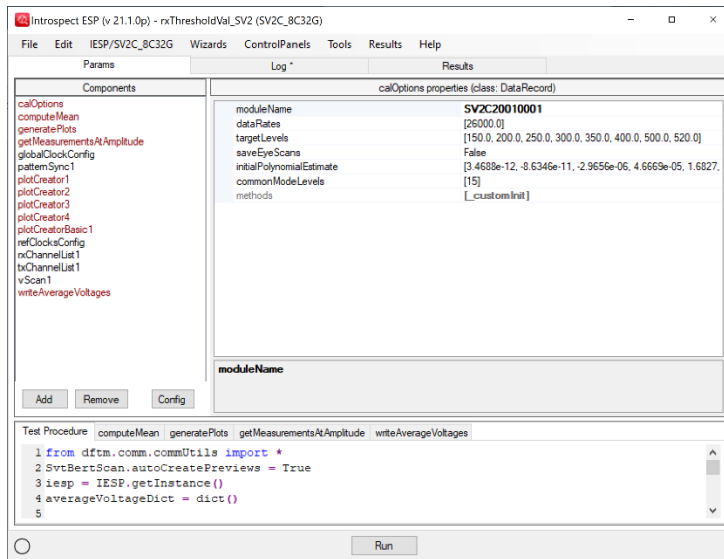 Introspect ESP (v 21.1.0p) - rxThresholdVal_SV2 (SV2C_8C32G)
File Edit IESP/SV2C_8C32G Wizards ControlPanels Tools Results Help
Params Log * Results
Components
calOptions
computeMean
generatePlots
getMeasurementsAtAmplitude
globalClockConfig
patternSync1
plotCreator1
plotCreator2
plotCreator3
plotCreator4
plotCreatorBasic1
refClocksConfig
rxChannelList1
txChannelList1
vScan1
writeAverageVoltages
Add Remove Config
calOptions properties (class: DataRecord)
moduleName SV2C20010001
dataRates [26000.0]
targetLevels [150.0, 200.0, 250.0, 300.0, 350.0, 400.0, 500.0, 520.0]
saveEyeScans False
initialPolynomialEstimate [3.4688e-12, -8.6346e-11, -2.9656e-06, 4.6669e-05, 1.6827,
commonModeLevels [15]
methods [_customInit]
moduleName
Test Procedure computeMean generatePlots getMeasurementsAtAmplitude writeAverageVoltages
1 from dftm.comm.commUtils import *
2 SvtBertScan.autoCreatePreviews = True
3 iesp = IESP.getInstance()
4 averageVoltageDict = dict()
5
Run